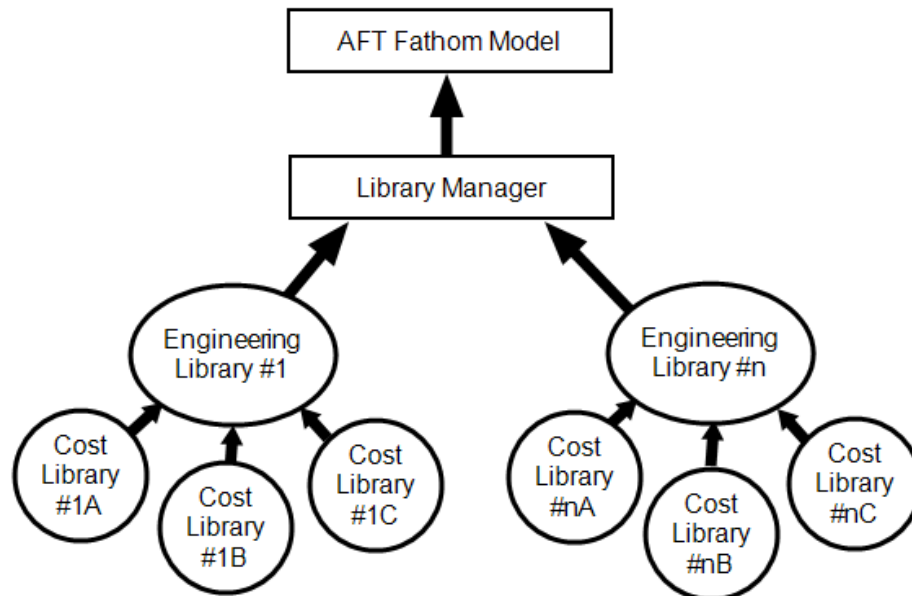 AFT Fathom Model
Library Manager
Engineering
Library #1
Engineering
Library #n
Cost
Library
#1A
Cost
Library
#1B
Cost
Library
#1C
Cost
Library
#nA
Cost
Library
#nB
Cost
Library
#nC